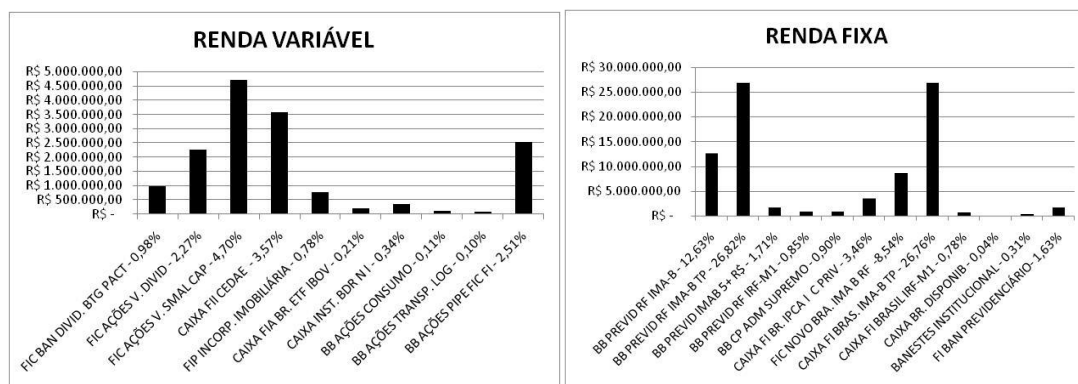 RENDA VARIÁVEL
R$ 5.000.000,00
R$ 4.500.000,00
R$ 4.000.000,00
R$ 3.500.000,00
R$ 3.000.000,00
R$ 2.500.000,00
R$ 2.000.000,00
R$ 1.500.000,00
R$ 1.000.000,00
R$ 500.000,00
R$ -
FIC BAN DIVID. BTG PACT - 0,98%
FIC AÇÕES V. DIVID - 2,27%
FIC AÇÕES V. SMAL CAP - 4,70%
CAIXA FII CEDAE - 3,57%
FIP INCORP. IMOBILIÁRIA - 0,78%
CAIXA FIA BR. ETF IBOV - 0,21%
CAIXA INST. BDR N I - 0,34%
BB AÇÕES CONSUMO - 0,11%
BB AÇÕES TRANSP. LOG - 0,10%
BB AÇÕES PIPE FIC FI - 2,51%
RENDA FIXA
R$ 30.000.000,00
R$ 25.000.000,00
R$ 20.000.000,00
R$ 15.000.000,00
R$ 10.000.000,00
R$ 5.000.000,00
R$ -
BB PREVID RF IMA-B - 12,63%
BB PREVID RF IMA-B TP - 26,82%
BB PREVID IMAB 5+ R$ - 1,71%
BB PREVID RF IRF-M1 - 0,85%
BB CP ADM SUPREMO - 0,90%
CAIXA FI BR. IPCA I C PRIV - 3,46%
FIC NOVO BRA. IMA B RF - 8,54%
CAIXA FI BRAS. IMA-B TP - 26,76%
CAIXA FI BRASIL IRF-M1 - 0,78%
CAIXA BR. DISPONIB - 0,04%
BANESTES INSTITUCIONAL - 0,31%
FI BAN PREVIDENCIÁRIO- 1,63%